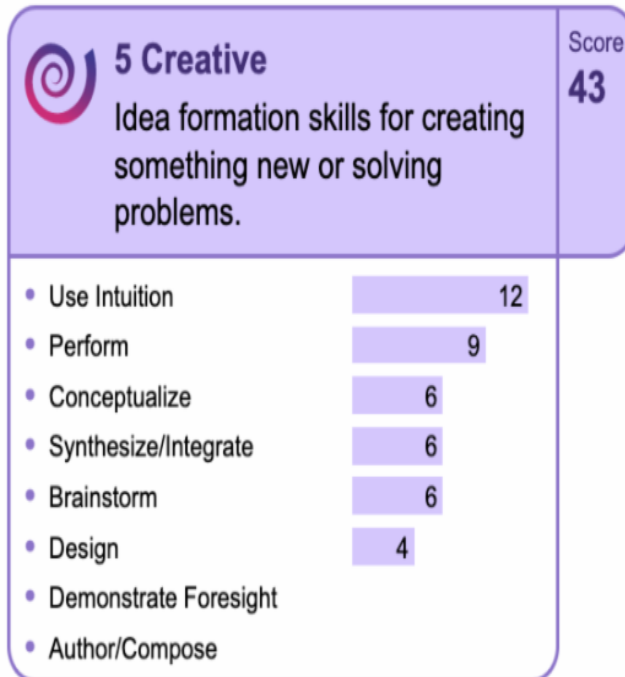 5 Creative
Idea formation skills for creating
something new or solving
problems.
Score
43
• Use Intuition 12
• Perform 9
• Conceptualize 6
• Synthesize/Integrate 6
• Brainstorm 6
• Design 4
• Demonstrate Foresight
• Author/Compose